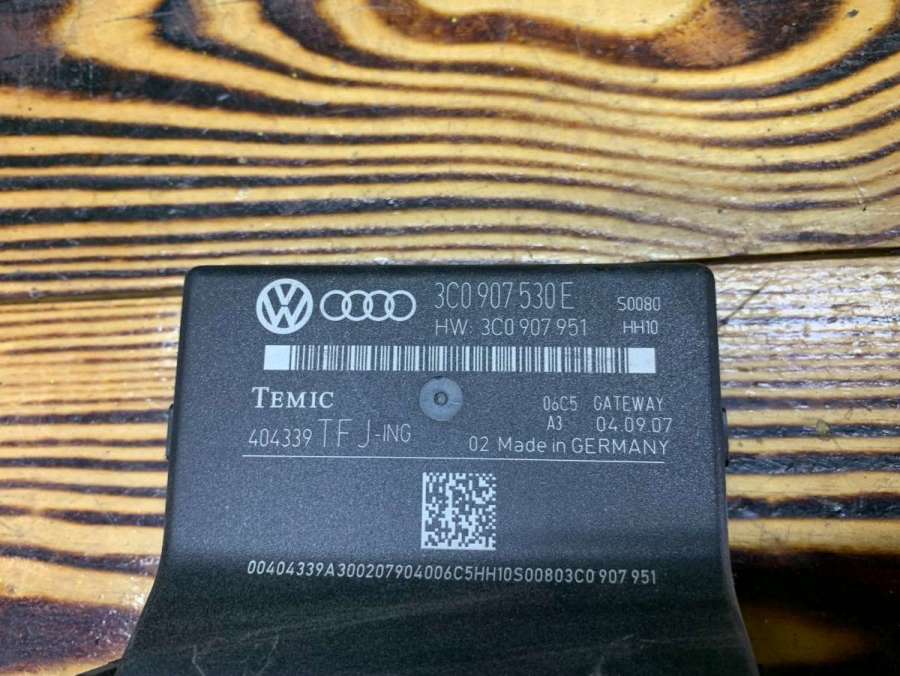 3C0 907 530 E
S0080
HW 3C0 907 951
HH10
TEMIC
06C5 GATEWAY
A3 04.09.07
404339 TF J-ING
02 Made in GERMANY
00404339A300207904006C5HH10S00803C0 907 951